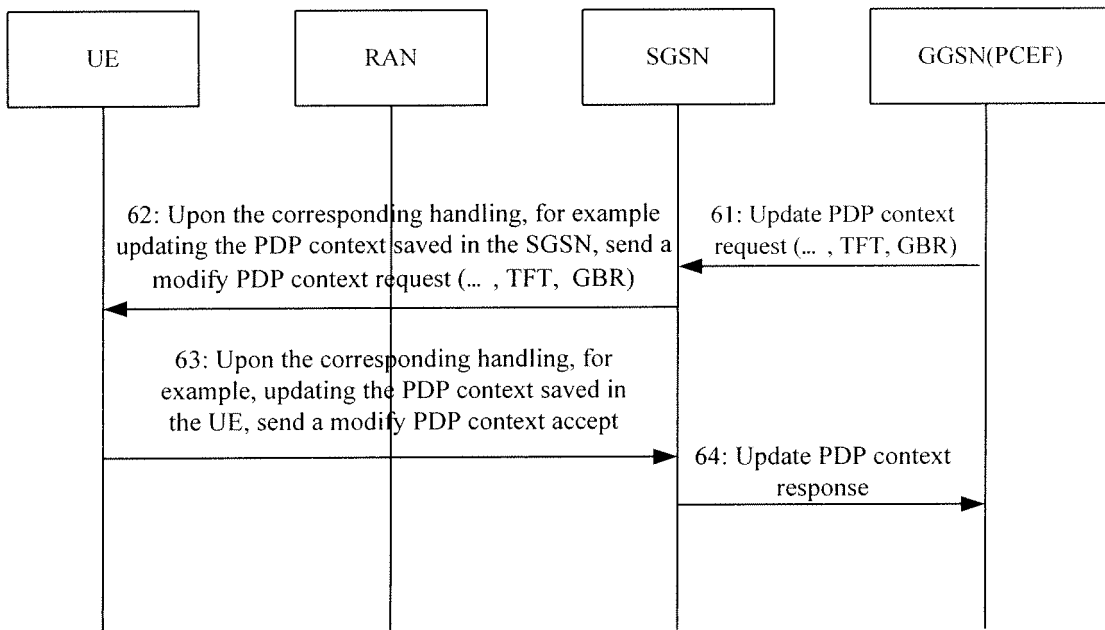 UE
RAN
SGSN
GGSN(PCEF)
62: Upon the corresponding handling, for example
updating the PDP context saved in the SGSN, send a
modify PDP context request (... , TFT, GBR)
61: Update PDP context
request (... , TFT, GBR)
63: Upon the corresponding handling, for
example, updating the PDP context saved in
the UE, send a modify PDP context accept
64: Update PDP context
response